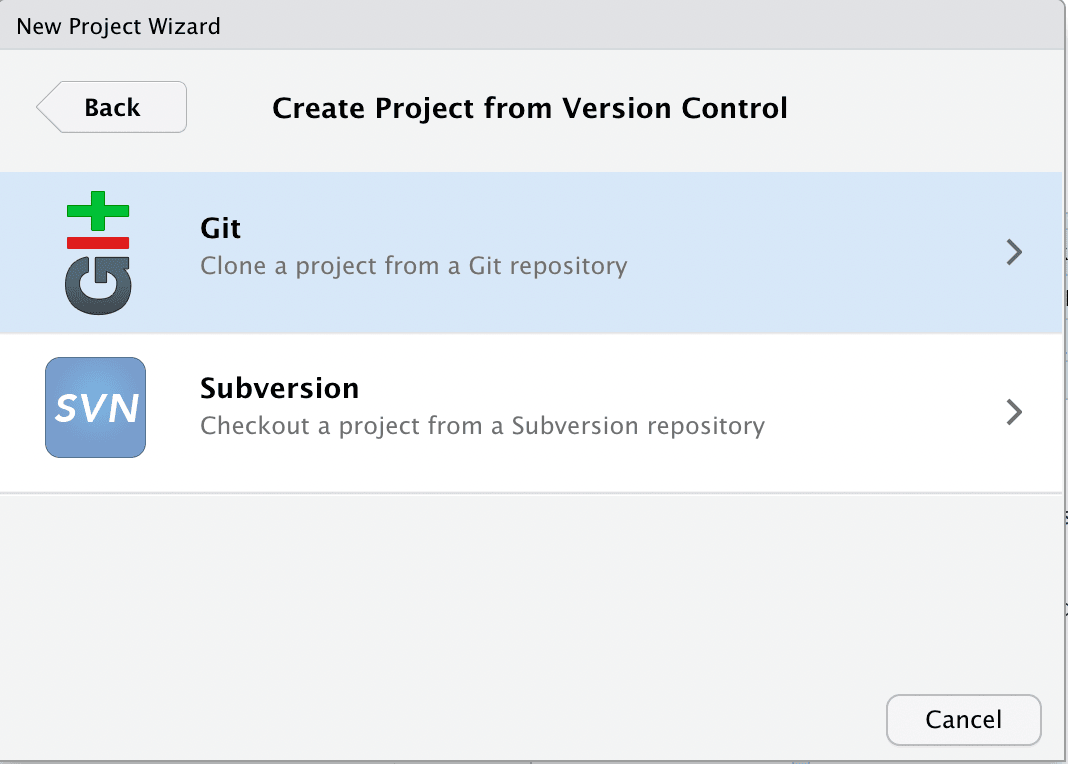 New Project Wizard
Back
Create Project from Version Control
Git
Git
Clone a project from a Git repository
SVN
Subversion
Checkout a project from a Subversion repository
Cancel